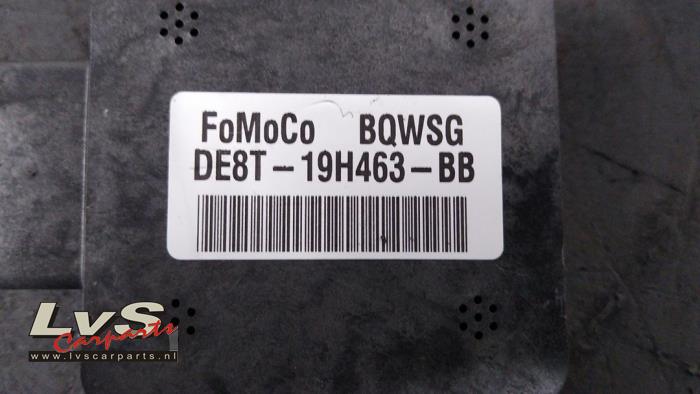 FoMoCo BQWSG
DE8T-19H463-BB
LvS
Carparts
www.lvscarparts.nl